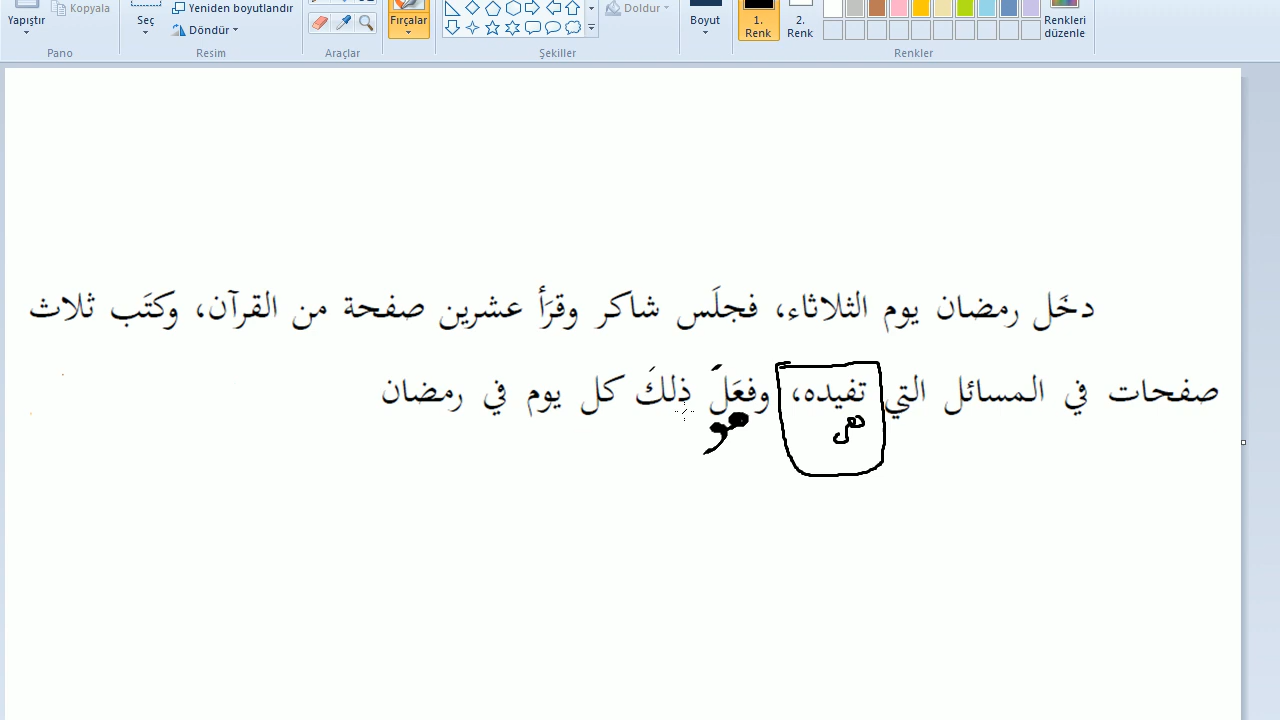 Yapıştır
Kopyala
Pano
Seç
Yeniden boyutlandır
Döndür
Resim
Araçlar
Fırçalar
Şekiller
Doldur
Boyut
1. Renk
2. Renk
Renkleri düzenle
Renkler
دخَل رمضان يوم الثلاثاء، فجلَس شاكر وقرَأ عشرين صفحة من القرآن، وكتَب ثلاث
صفحات في المسائل التي تفيده، وفعَلَ ذلكَ كل يوم في رمضان
هو